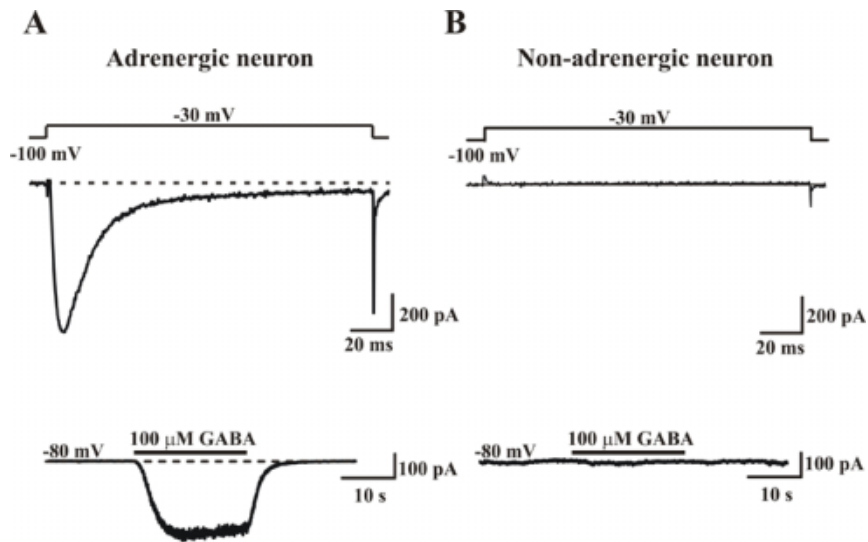 A
Adrenergic neuron
-30 mV
-100 mV
200 pA
20 ms
100 μM GABA
-80 mV
100 pA
10 s
B
Non-adrenergic neuron
-30 mV
-100 mV
200 pA
20 ms
100 μM GABA
-80 mV
100 pA
10 s